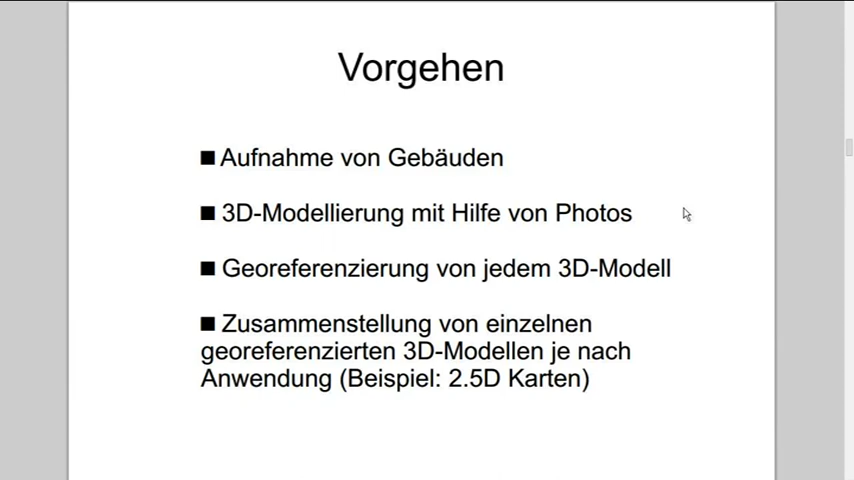 Vorgehen
■ Aufnahme von Gebäuden
■ 3D-Modellierung mit Hilfe von Photos
■ Georeferenzierung von jedem 3D-Modell
■ Zusammenstellung von einzelnen
georeferenzierten 3D-Modellen je nach
Anwendung (Beispiel: 2.5D Karten)